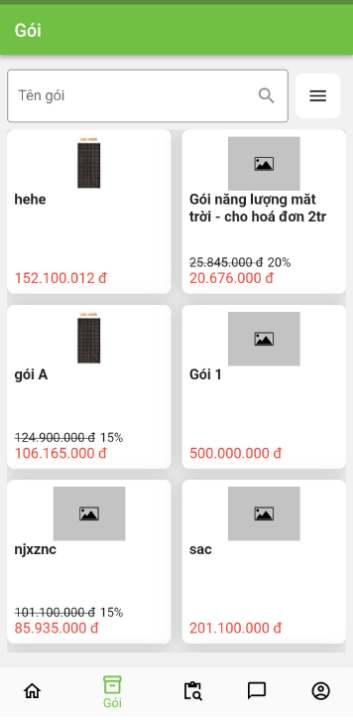 Gói
Tên gói
hehe
152.100.012 đ
Gói năng lượng măt
trời - cho hoá đơn 2tr
25.845.000 đ 20%
20.676.000 đ
gói A
124.900.000 đ 15%
106.165.000 đ
Gói 1
500.000.000 đ
njxznc
101.100.000 đ 15%
85.935.000 đ
sac
201.100.000 đ
Gói